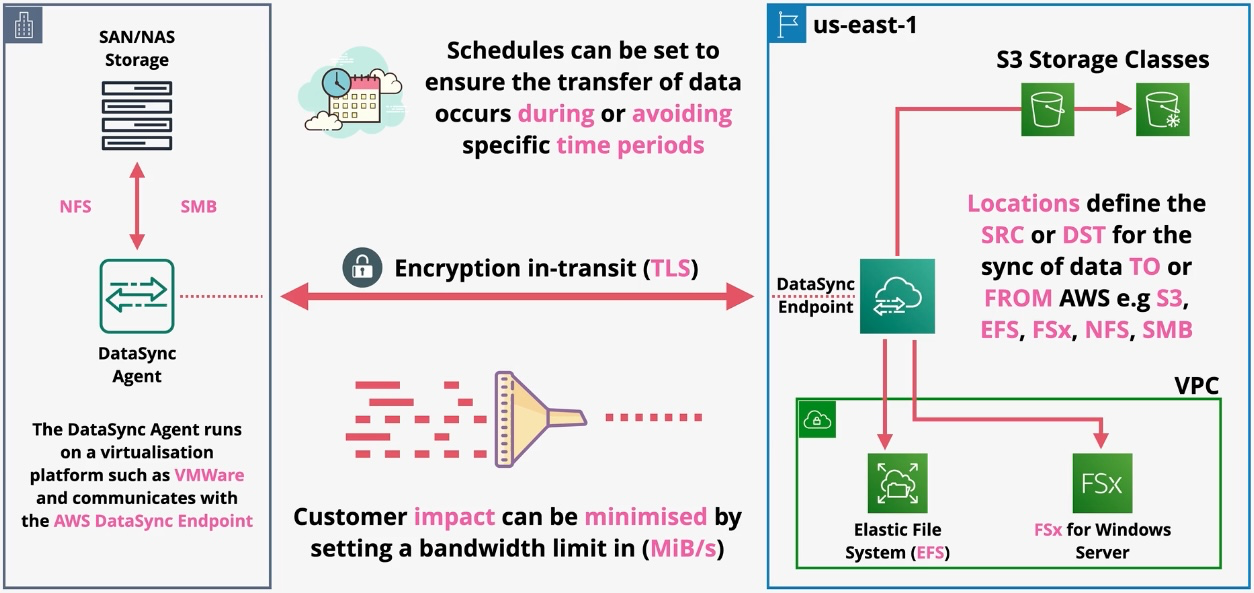 SAN/NAS
Storage
NFS
SMB
DataSync
Agent
The DataSync Agent runs
on a virtualisation
platform such as VMWare
and communicates with
the AWS DataSync Endpoint
Schedules can be set to
ensure the transfer of data
occurs during or avoiding
specific time periods
Encryption in-transit (TLS)
Customer impact can be minimised by
setting a bandwidth limit in (MiB/s)
us-east-1
S3 Storage Classes
Locations define the
SRC or DST for the
sync of data TO or
FROM AWS e.g S3,
EFS, FSx, NFS, SMB
DataSync
Endpoint
VPC
Elastic File
System (EFS)
FSx
FSx for Windows
Server